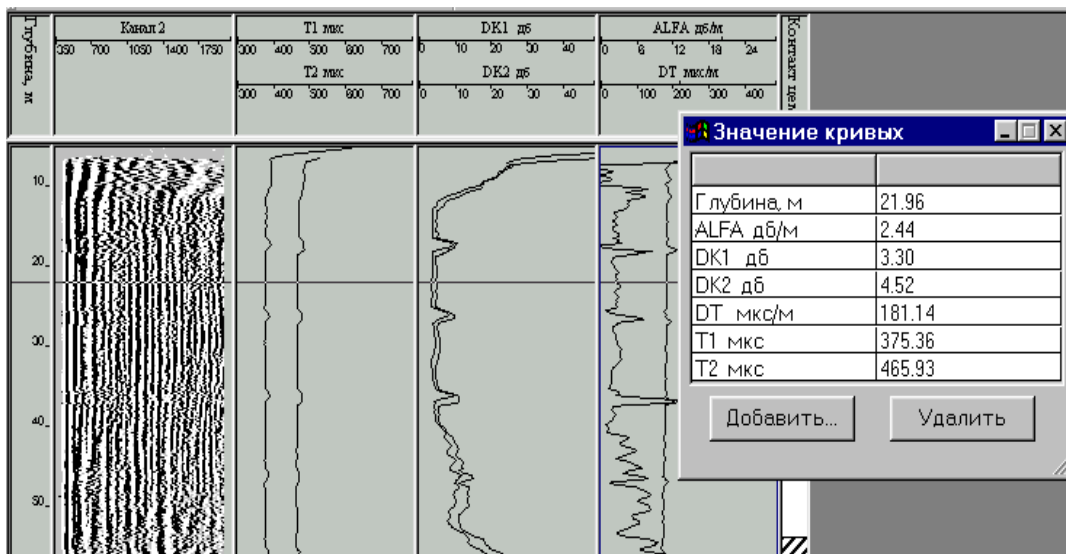 Глубина, м
Канал 2
350 700 1050 1400 1750
T1 мкс
300 400 500 600 700
T2 мкс
300 400 500 600 700
DK1 дб
0 10 20 30 40
DK2 дб
0 10 20 30 40
ALFA дб/м
0 6 12 18 24
DT мкс/м
0 100 200 300 400
Контакт цем
10
20
30
40
50
Значение кривых
Глубина, м 21.96
ALFA дб/м 2.44
DK1 дб 3.30
DK2 дб 4.52
DT мкс/м 181.14
T1 мкс 375.36
T2 мкс 465.93
Добавить... Удалить